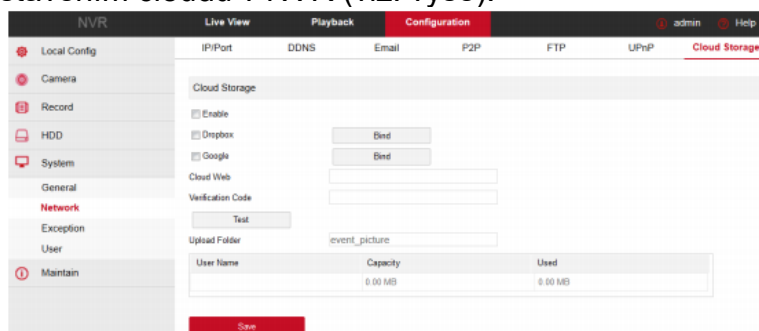 NVR Live View Playback Configuration admin Help
Local Config IP/Port DDNS Email P2P FTP UPnP Cloud Storage
Camera
Cloud Storage
Record
Enable
HDD Dropbox Bind
System Google Bind
Cloud Web
General
Verification Code
Network
Test
Exception
Upload Folder event_picture
User
User Name Capacity Used
Maintain
0.00 MB 0.00 MB
Save